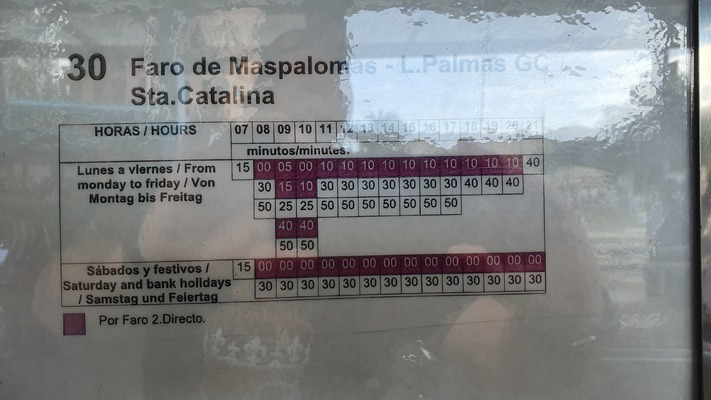 30 Faro de Maspalomas - L.Palmas GC
Sta.Catalina
HORAS / HOURS 07 08 09 10 11 12 13 14 15 16 17 18 19 20 21
minutos/minutes.
Lunes a viernes / From 15 00 05 00 10 10 10 10 10 10 10 10 10 10 40
monday to friday / Von 30 15 10 30 30 30 30 30 30 30 40 40 40
Montag bis Freitag 50 25 25 50 50 50 50 50 50 50
40 40
50 50
Sábados y festivos / 15 00 00 00 00 00 00 00 00 00 00 00 00 00 00
Saturday and bank holidays 30 30 30 30 30 30 30 30 30 30 30 30 30 30
/ Samstag und Feiertag
Por Faro 2.Directo.